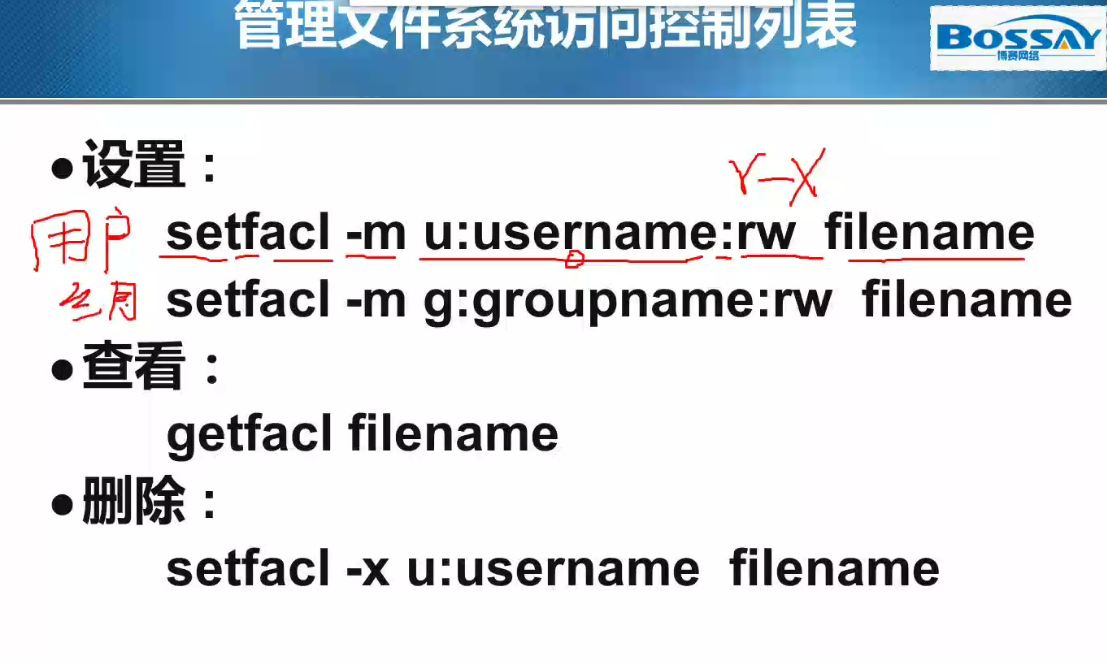 管理文件系统访问控制列表
BOSSAY
博赛网络
●设置：
r-x
用户 setfacl -m u:username:rw filename
组 setfacl -m g:groupname:rw filename
●查看：
getfacl filename
●删除：
setfacl -x u:username filename